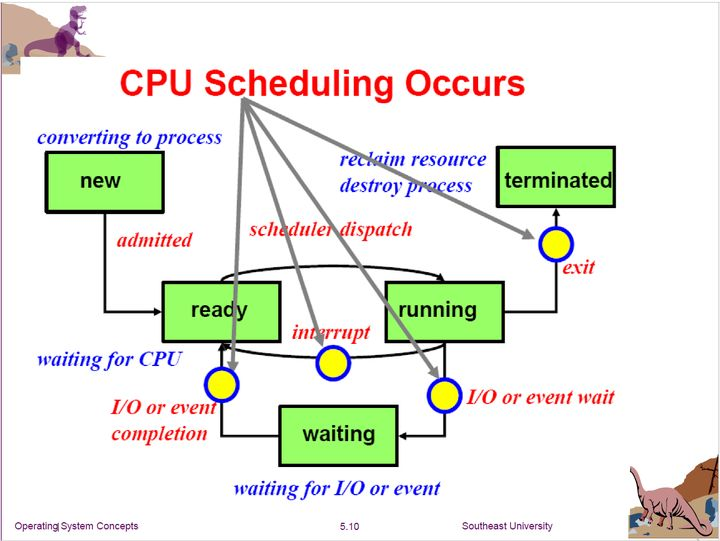 CPU Scheduling Occurs
converting to process
new
reclaim resource
destroy process
terminated
admitted
scheduler dispatch
exit
ready
running
interrupt
waiting for CPU
I/O or event
completion
I/O or event wait
waiting
waiting for I/O or event
Operating System Concepts
5.10
Southeast University